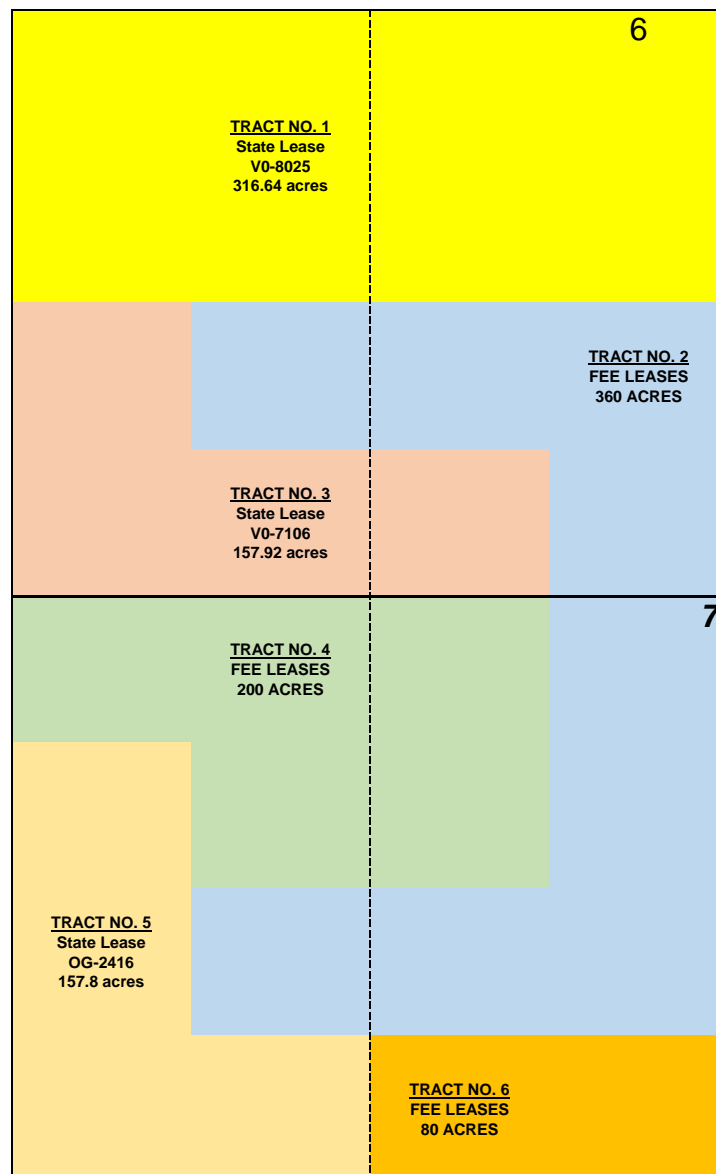 6
TRACT NO. 1
State Lease
V0-8025
316.64 acres
TRACT NO. 2
FEE LEASES
360 ACRES
TRACT NO. 3
State Lease
V0-7106
157.92 acres
7
TRACT NO. 4
FEE LEASES
200 ACRES
TRACT NO. 5
State Lease
OG-2416
157.8 acres
TRACT NO. 6
FEE LEASES
80 ACRES